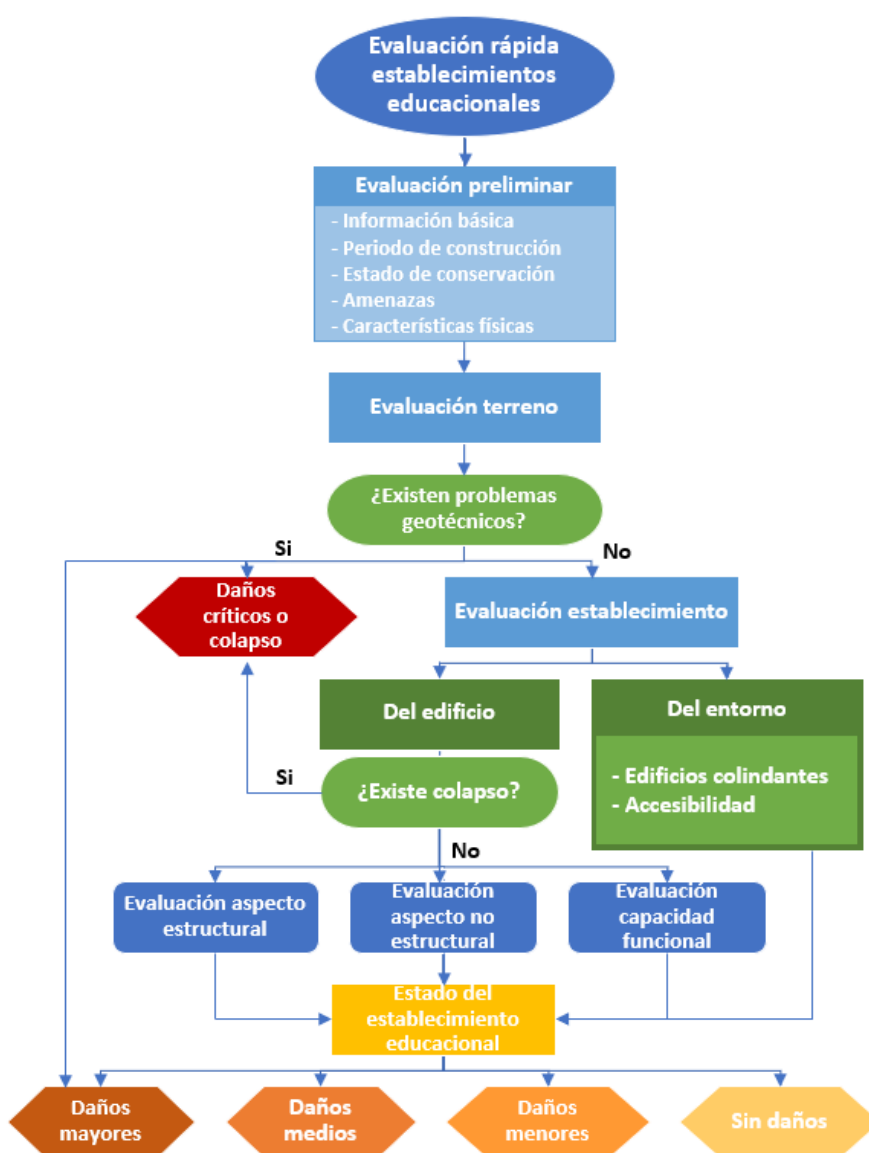 Evaluación rápida
establecimientos
educacionales
Evaluación preliminar
- Información básica
- Periodo de construcción
- Estado de conservación
- Amenazas
- Características físicas
Evaluación terreno
¿Existen problemas
geotécnicos?
Si
No
Daños
críticos o
colapso
Evaluación establecimiento
Del edificio
Del entorno
- Edificios colindantes
- Accesibilidad
Si
¿Existe colapso?
No
Evaluación aspecto
estructural
Evaluación
aspecto no
estructural
Evaluación
capacidad
funcional
Estado del
establecimiento
educacional
Daños
mayores
Daños
medios
Daños
menores
Sin daños